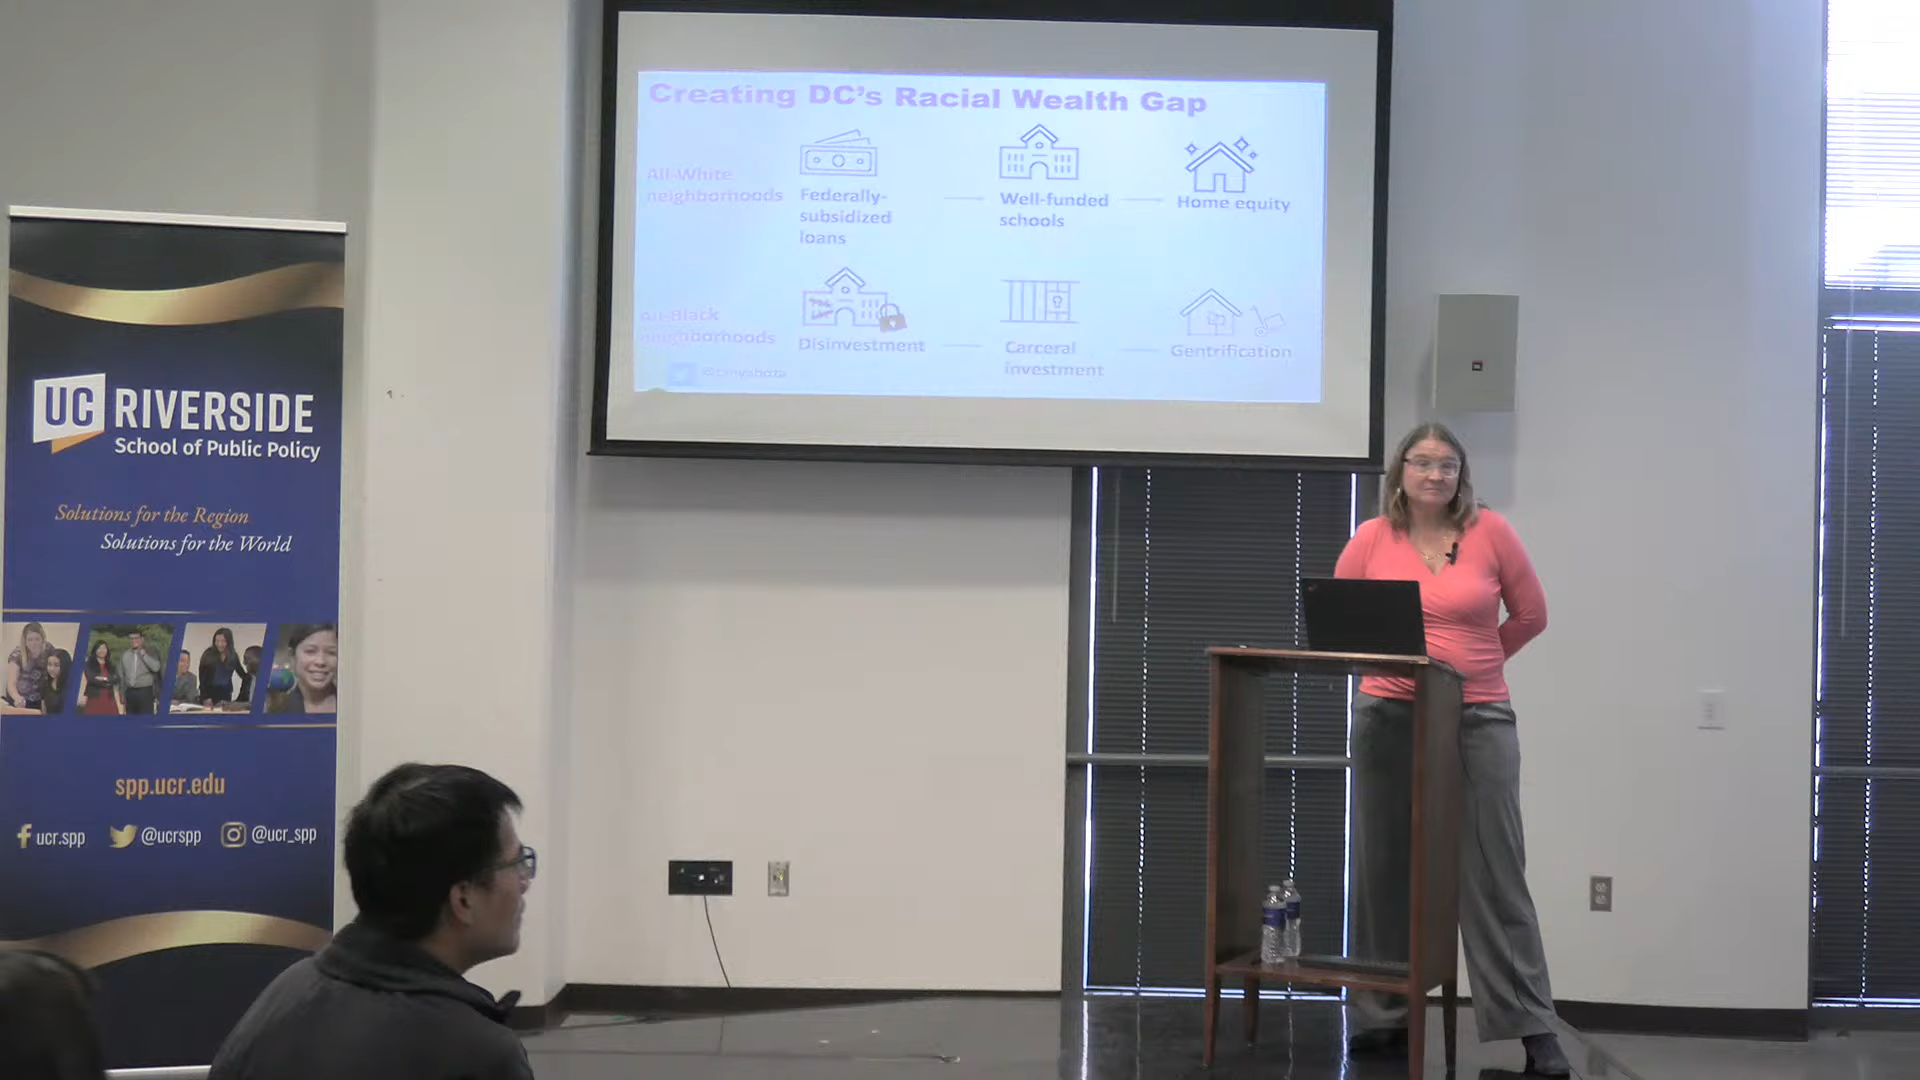 Creating DC's Racial Wealth Gap
All-White
neighborhoods
Federally-
subsidized
loans
Well-funded
schools
Home equity
All-Black
neighborhoods
Disinvestment
Carceral
investment
Gentrification
UC RIVERSIDE
School of Public Policy
Solutions for the Region
Solutions for the World
spp.ucr.edu
ucr.spp
@ucrspp
@ucr_spp